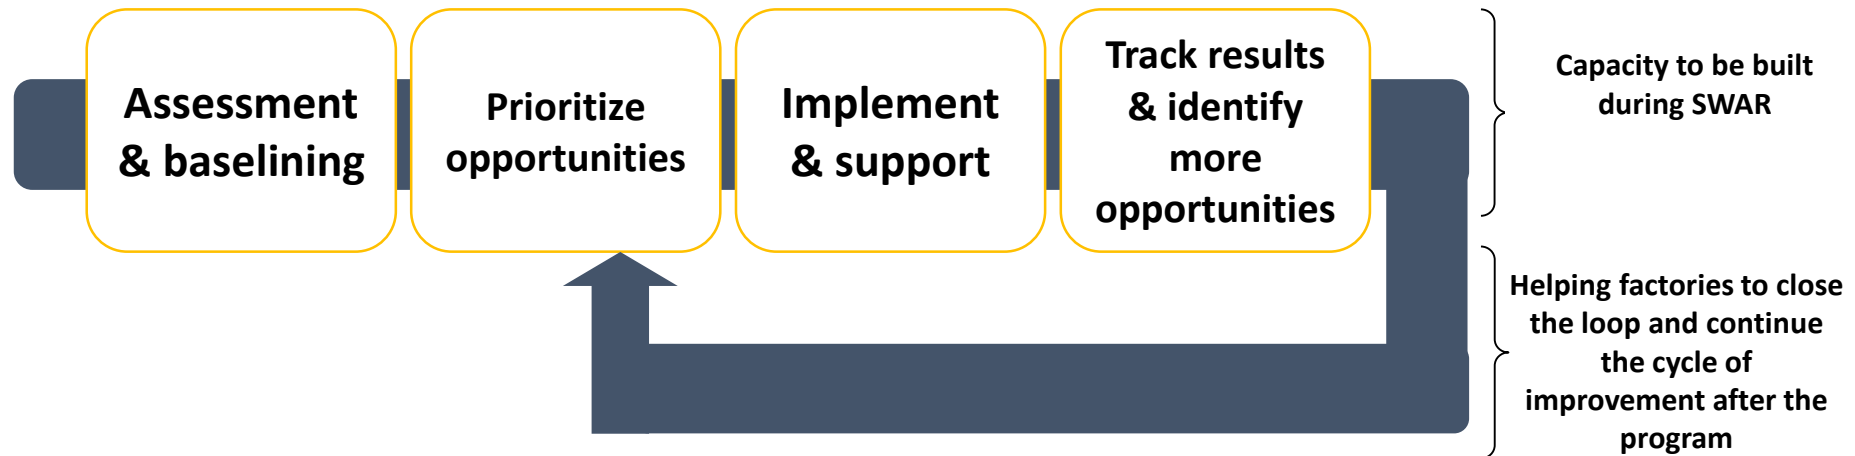 Assessment
& baselining
Prioritize
opportunities
Implement
& support
Track results
& identify
more
opportunities
Capacity to be built
during SWAR
Helping factories to close
the loop and continue
the cycle of
improvement after the
program